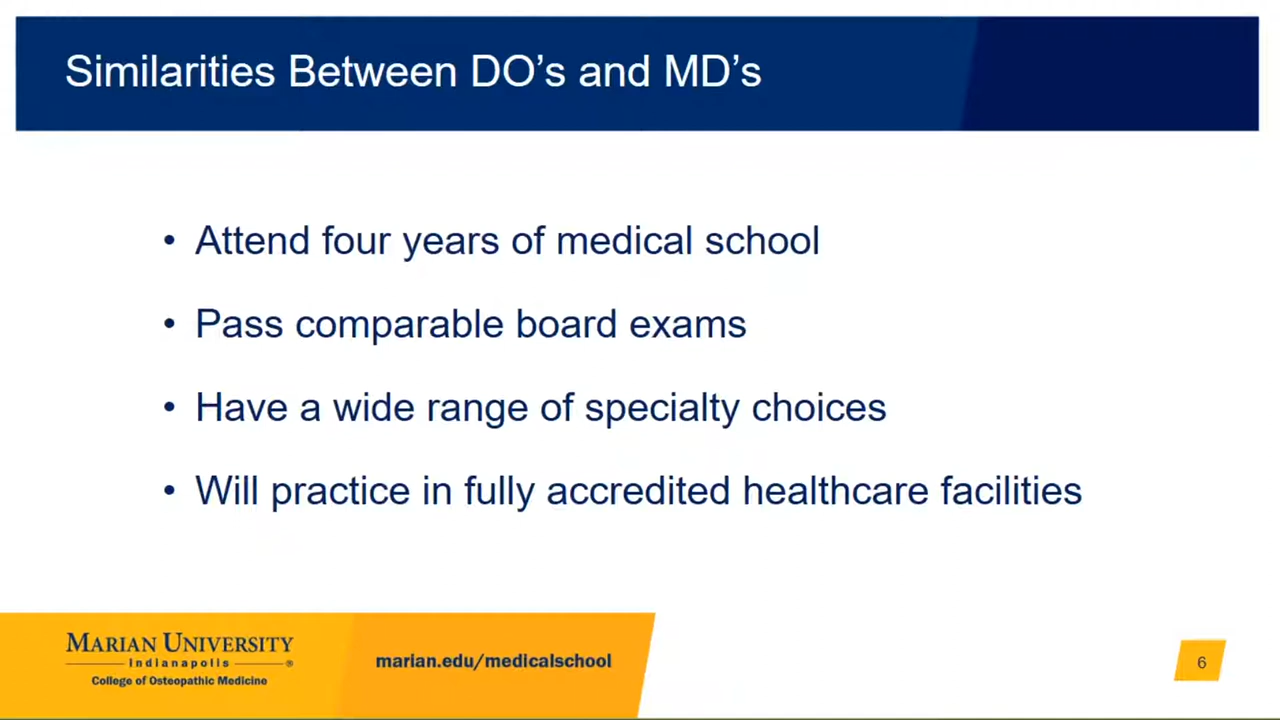 Similarities Between DO’s and MD’s
• Attend four years of medical school
• Pass comparable board exams
• Have a wide range of specialty choices
• Will practice in fully accredited healthcare facilities
MARIAN UNIVERSITY
Indianapolis ®
College of Osteopathic Medicine
marian.edu/medicalschool
6